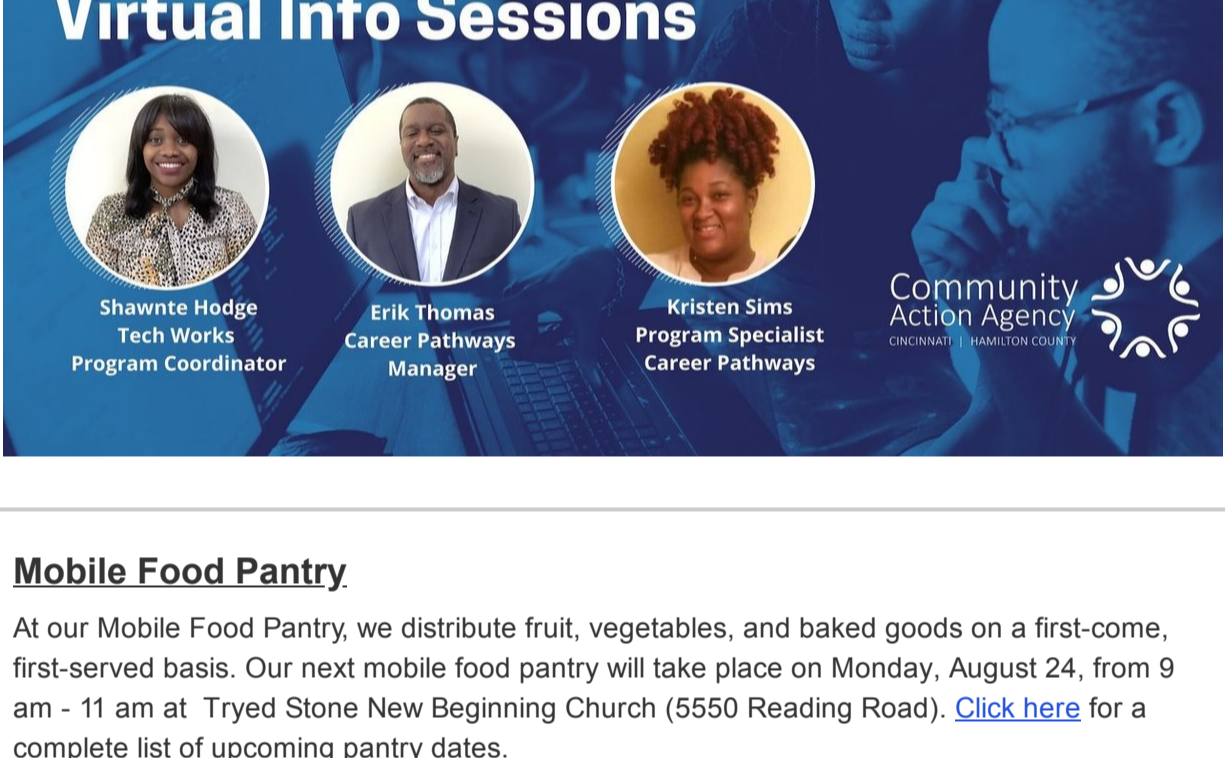 Virtual Info Sessions
Shawnte Hodge
Tech Works
Program Coordinator
Erik Thomas
Career Pathways
Manager
Kristen Sims
Program Specialist
Career Pathways
Community
Action Agency
CINCINNATI | HAMILTON COUNTY
Mobile Food Pantry
At our Mobile Food Pantry, we distribute fruit, vegetables, and baked goods on a first-come,
first-served basis. Our next mobile food pantry will take place on Monday, August 24, from 9
am - 11 am at  Tryed Stone New Beginning Church (5550 Reading Road). Click here for a
complete list of upcoming pantry dates.